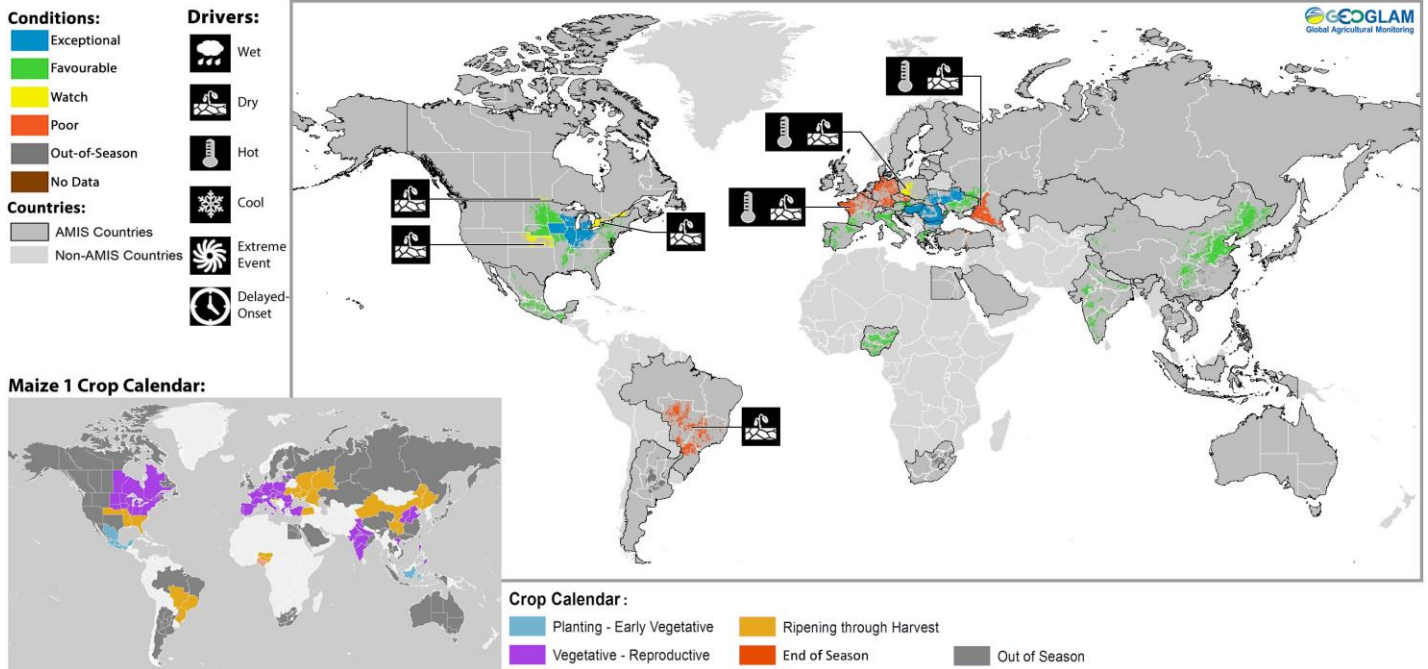 Conditions:
Exceptional
Favourable
Watch
Poor
Out-of-Season
No Data
Countries:
AMIS Countries
Non-AMIS Countries
Drivers:
Wet
Dry
Hot
Cool
Extreme
Event
Delayed-
Onset
GEOGLAM
Global Agricultural Monitoring
Maize 1 Crop Calendar:
Crop Calendar :
Planting - Early Vegetative
Ripening through Harvest
Vegetative - Reproductive
End of Season
Out of Season